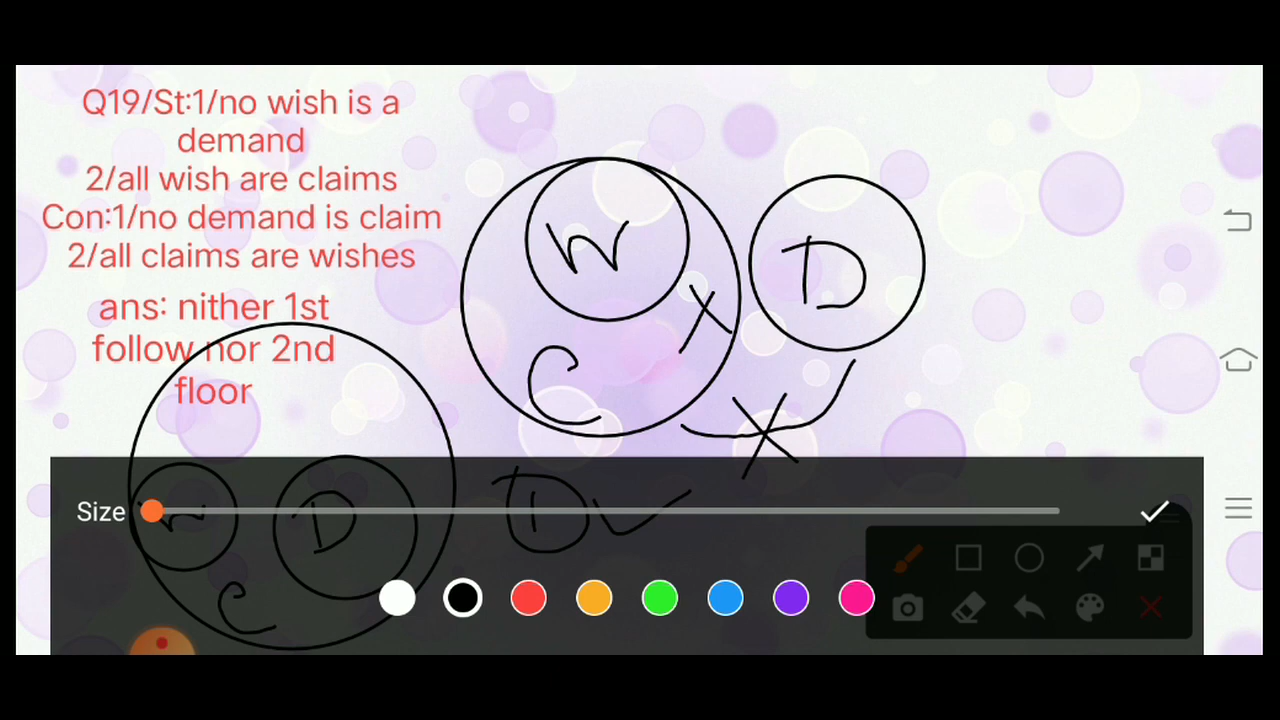 Q19/St:1/no wish is a
demand
2/all wish are claims
Con:1/no demand is claim
2/all claims are wishes
ans: nither 1st
follow nor 2nd
floor
W
D
C
W
D
C
D
Size